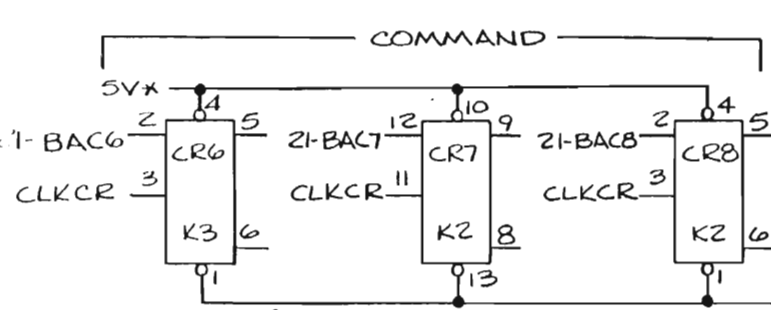 COMMAND
5V*
4 10 4
2 5 12 9 2 5
1-BAC6 21-BAC7 21-BAC8
CR6 CR7 CR8
3 11 3
CLKCR CLKCR CLKCR
K3 6 K2 8 K2 6
1 13 1